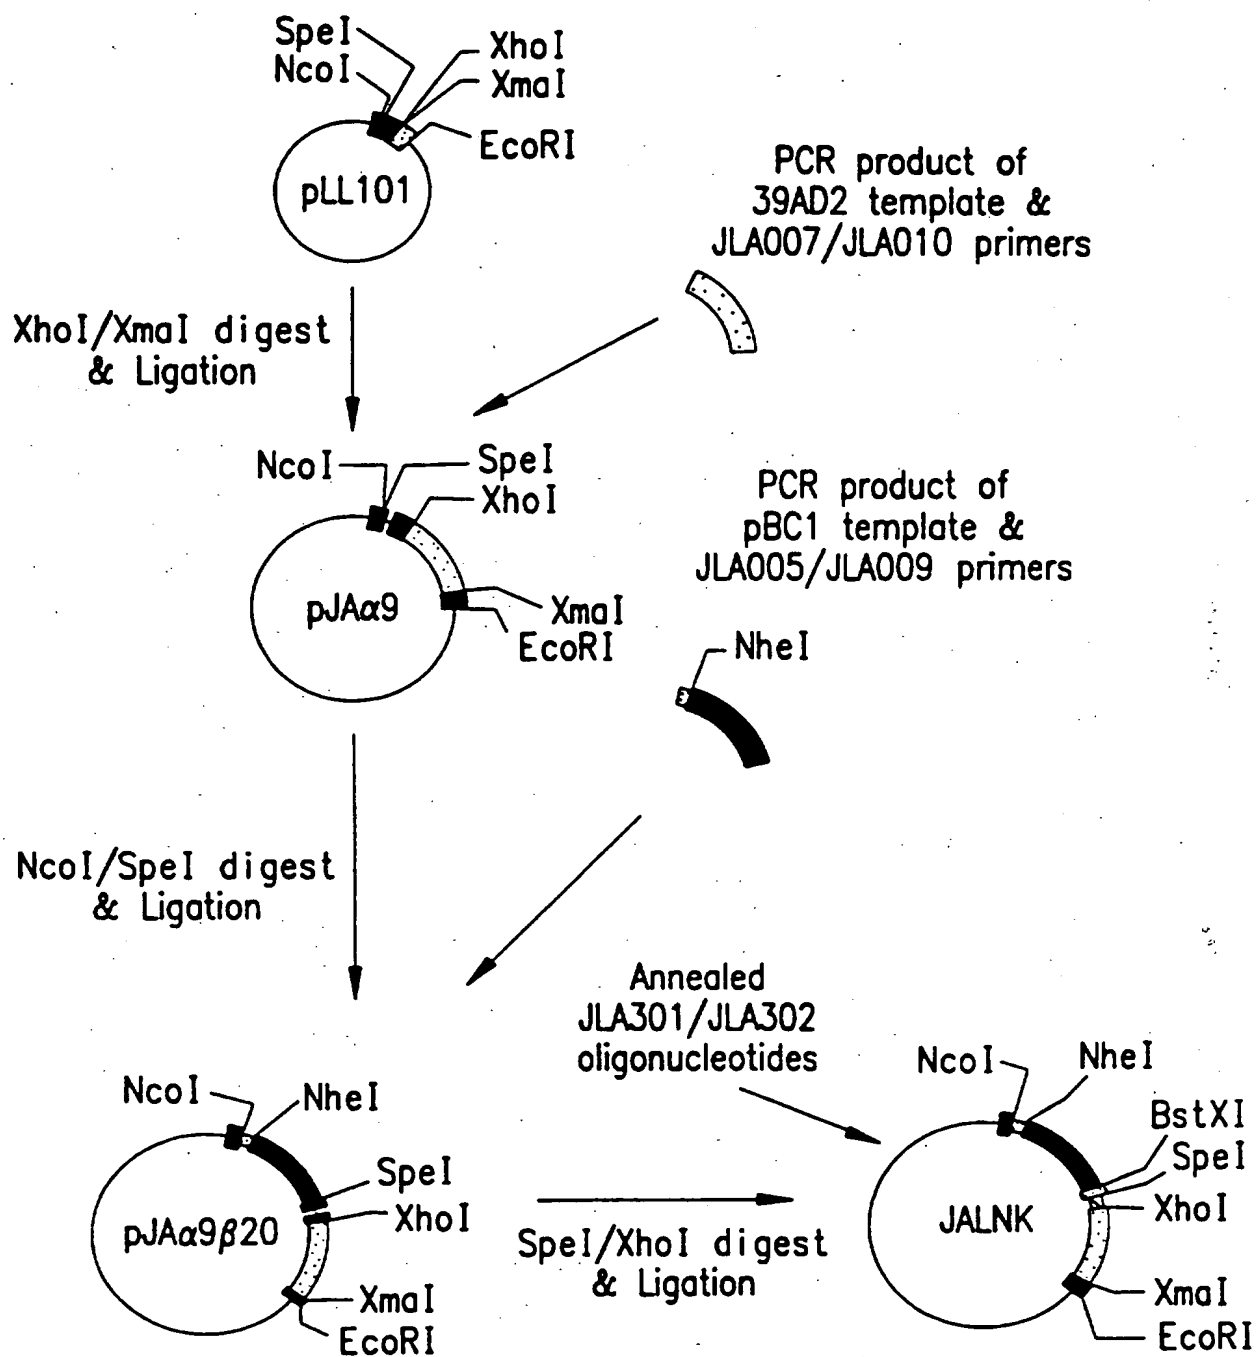 SpeI
NcoI
XhoI
XmaI
EcoRI
pLL101
PCR product of
39AD2 template &
JLA007/JLA010 primers
XhoI/XmaI digest
& Ligation
NcoI
SpeI
XhoI
pJAα9
XmaI
EcoRI
PCR product of
pBC1 template &
JLA005/JLA009 primers
NheI
NcoI/SpeI digest
& Ligation
Annealed
JLA301/JLA302
oligonucleotides
NcoI
NheI
SpeI
XhoI
pJAα9β20
XmaI
EcoRI
SpeI/XhoI digest
& Ligation
NcoI
NheI
BstXI
SpeI
XhoI
JALNK
XmaI
EcoRI